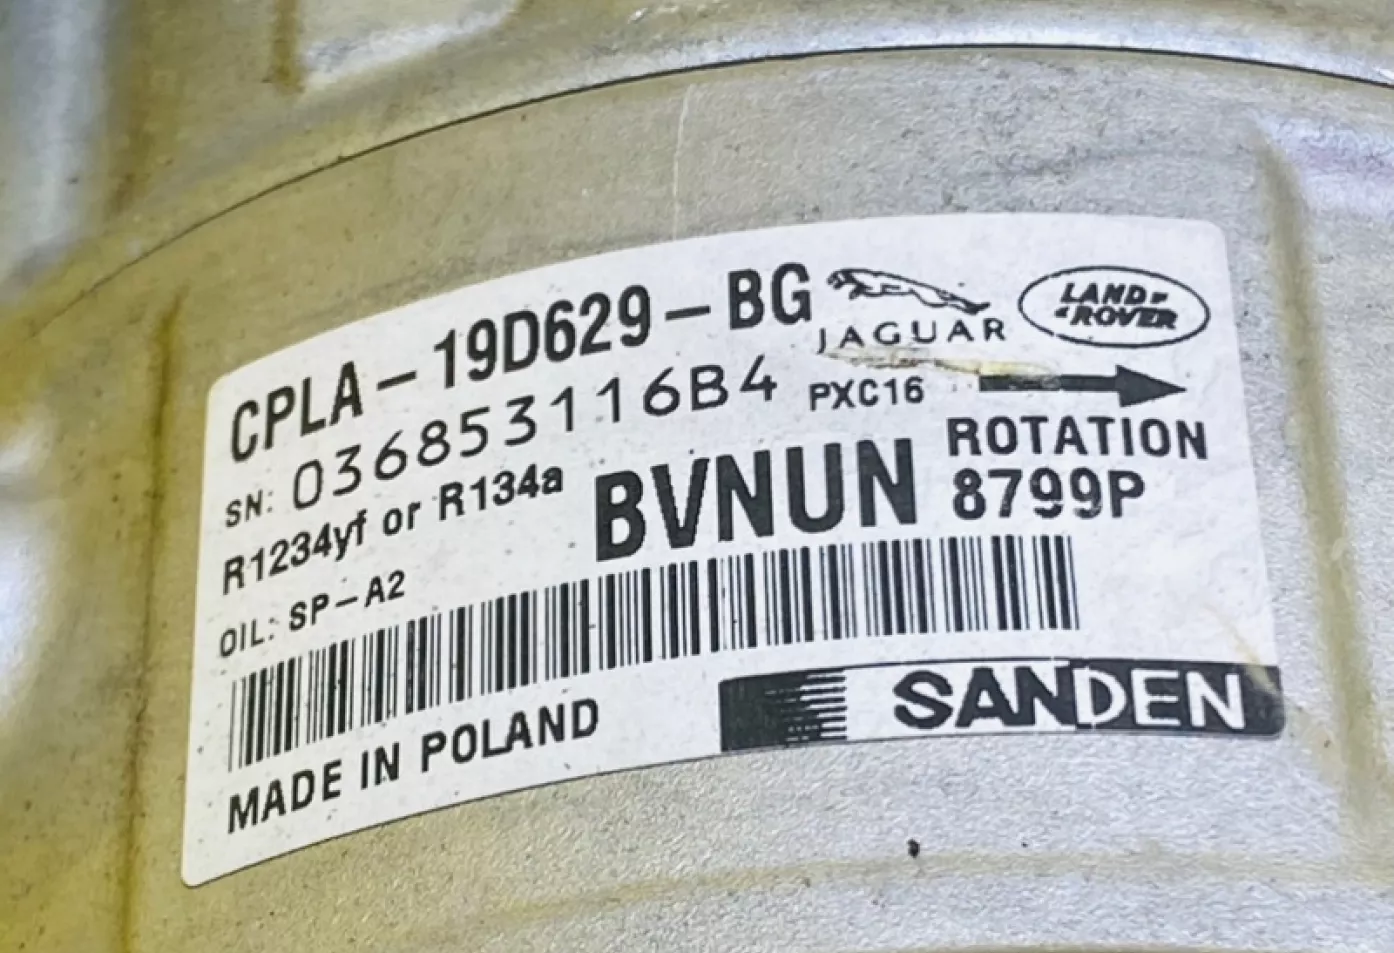 CPLA-19D629-BG
JAGUAR
LAND
ROVER
SN: 036853116B4
PXC16
R1234yf or R134a
BVNUN
ROTATION
8799P
OIL: SP-A2
MADE IN POLAND
SANDEN